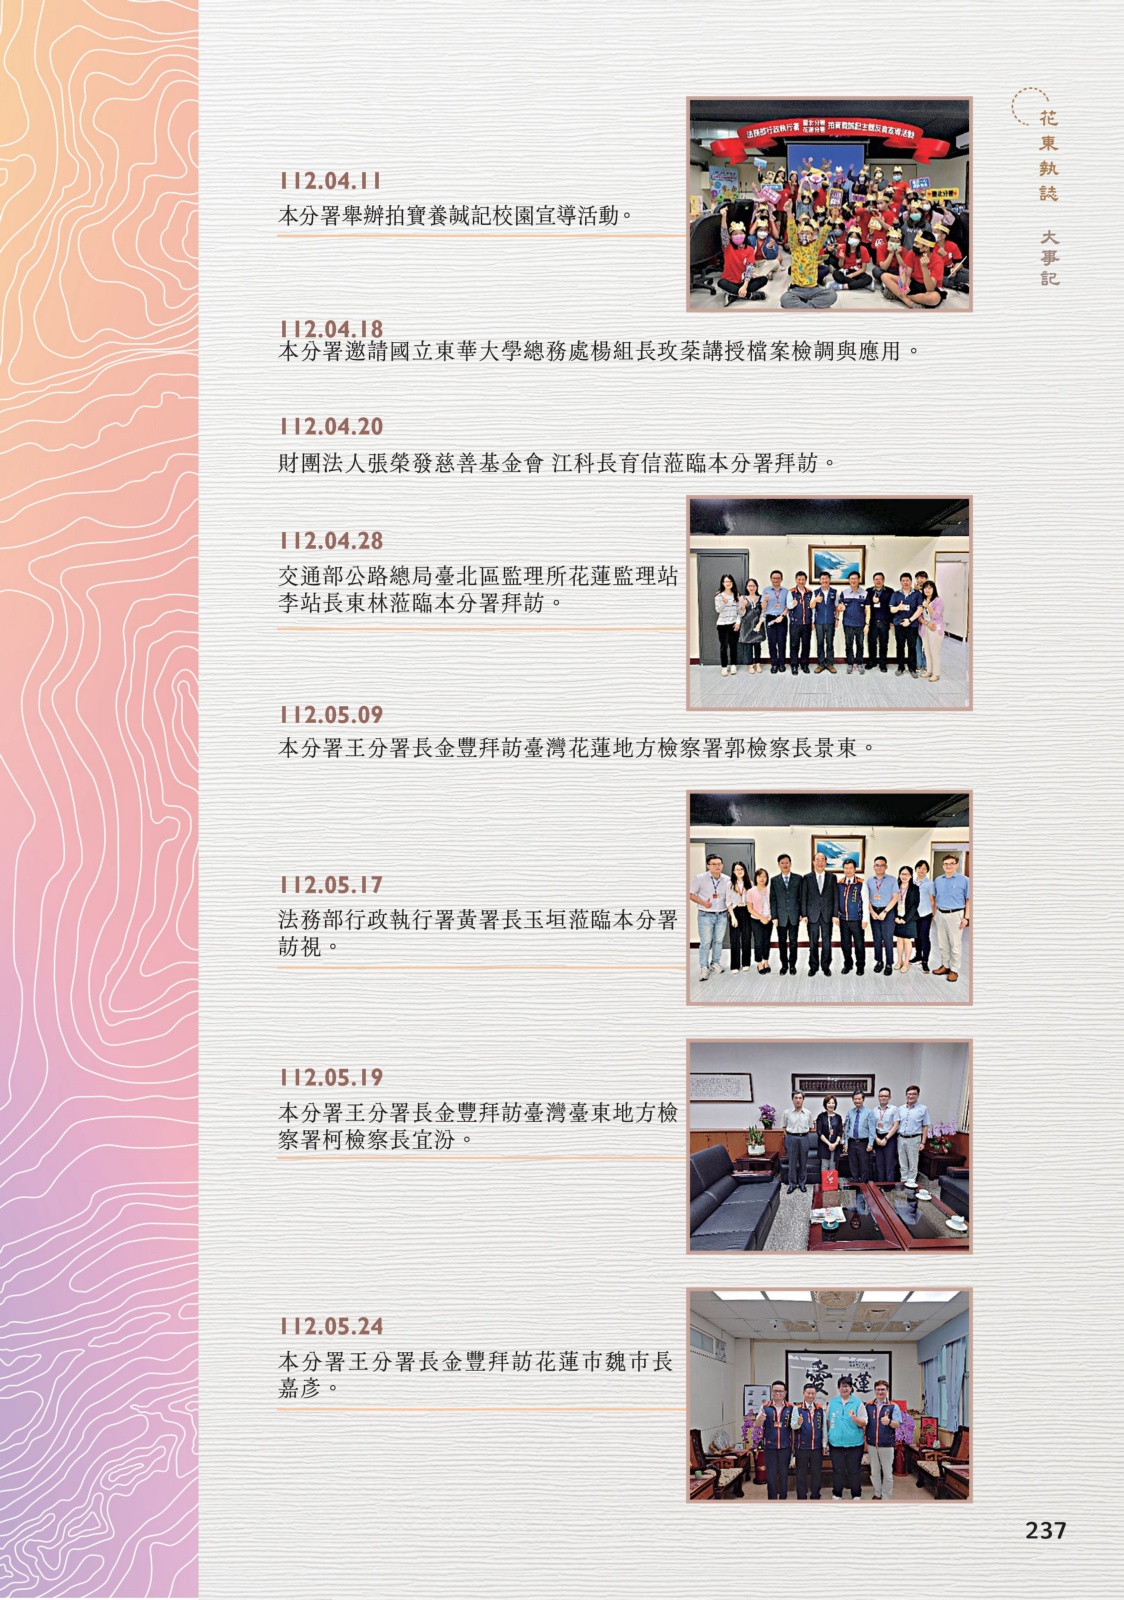 花東執誌 大事記
112.04.11
本分署舉辦拍寶養誠記校園宣導活動。
112.04.18
本分署邀請國立東華大學總務處楊組長玫棻講授檔案檢調與應用。
112.04.20
財團法人張榮發慈善基金會 江科長育信蒞臨本分署拜訪。
112.04.28
交通部公路總局臺北區監理所花蓮監理站
李站長東林蒞臨本分署拜訪。
112.05.09
本分署王分署長金豐拜訪臺灣花蓮地方檢察署郭檢察長景東。
112.05.17
法務部行政執行署黃署長玉垣蒞臨本分署
訪視。
112.05.19
本分署王分署長金豐拜訪臺灣臺東地方檢
察署柯檢察長宜汾。
112.05.24
本分署王分署長金豐拜訪花蓮市魏市長
嘉彥。
237